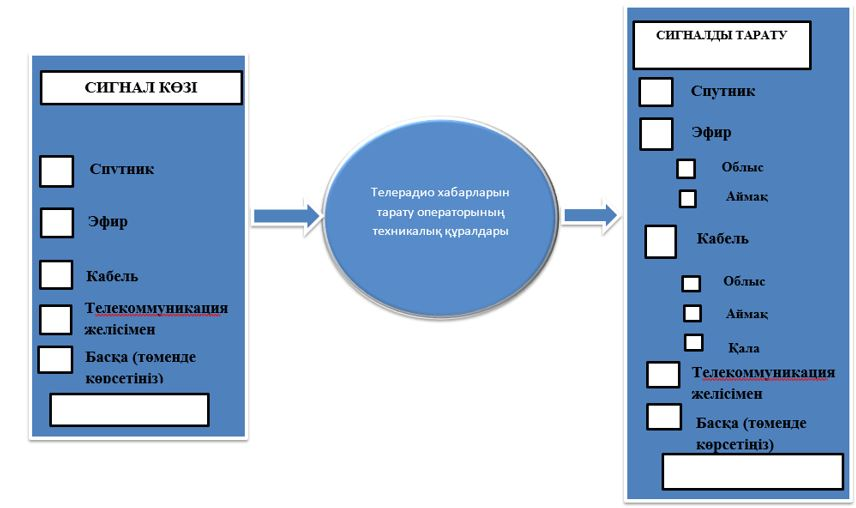 СИГНАЛ КӨЗІ
Спутник
Эфир
Кабель
Телекоммуникация
желісімен
Басқа (төменде
көрсетіңіз)
Телерадио хабарларын
тарату операторының
техникалық құралдары
СИГНАЛДЫ ТАРАТУ
Спутник
Эфир
Облыс
Аймақ
Кабель
Облыс
Аймақ
Қала
Телекоммуникация
желісімен
Басқа (төменде
көрсетіңіз)